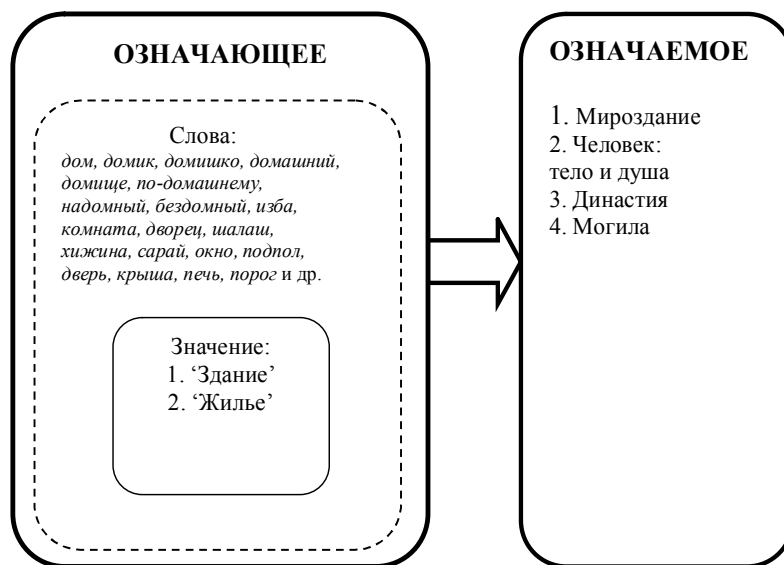 ОЗНАЧАЮЩЕЕ
Слова:
дом, домик, домишко, домашний,
домище, по-домашнему,
надомный, бездомный, изба,
комната, дворец, шалаш,
хижина, сарай, окно, подпол,
дверь, крыша, печь, порог и др.
Значение:
1. ‘Здание’
2. ‘Жилье’
ОЗНАЧАЕМОЕ
1. Мироздание
2. Человек:
тело и душа
3. Династия
4. Могила